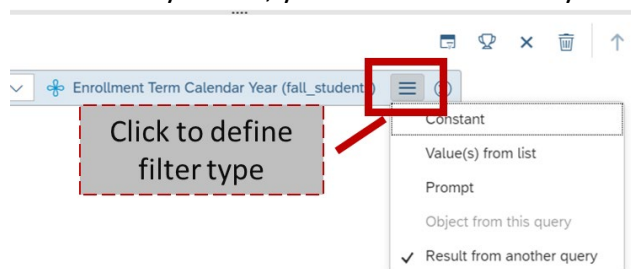 Enrollment Term Calendar Year (fall_student)
Click to define
filter type
Constant
Value(s) from list
Prompt
Object from this query
Result from another query